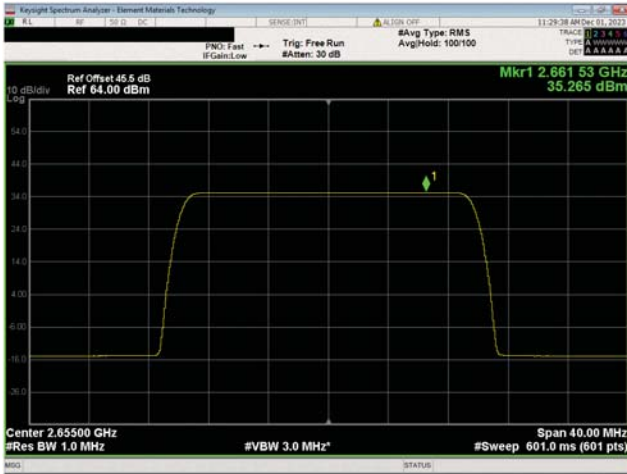 Keysight Spectrum Analyzer - Element Materials Technology
RL RF 50 Ω DC SENSE:INT ALIGN OFF 11:29:38 AM Dec 01, 2023
PNO: Fast Trig: Free Run #Avg Type: RMS TRACE 1 2 3 4 5 6
IFGain:Low #Atten: 30 dB Avg|Hold: 100/100 TYPE A WWWWW
DET A A A A A A
Mkr1 2.661 53 GHz
35.265 dBm
Ref Offset 45.5 dB
10 dB/div Ref 64.00 dBm
Log
54.0
44.0
1
34.0
24.0
14.0
4.00
-6.00
-16.0
-26.0
Center 2.65500 GHz Span 40.00 MHz
#Res BW 1.0 MHz #VBW 3.0 MHz* #Sweep 601.0 ms (601 pts)
MSG STATUS